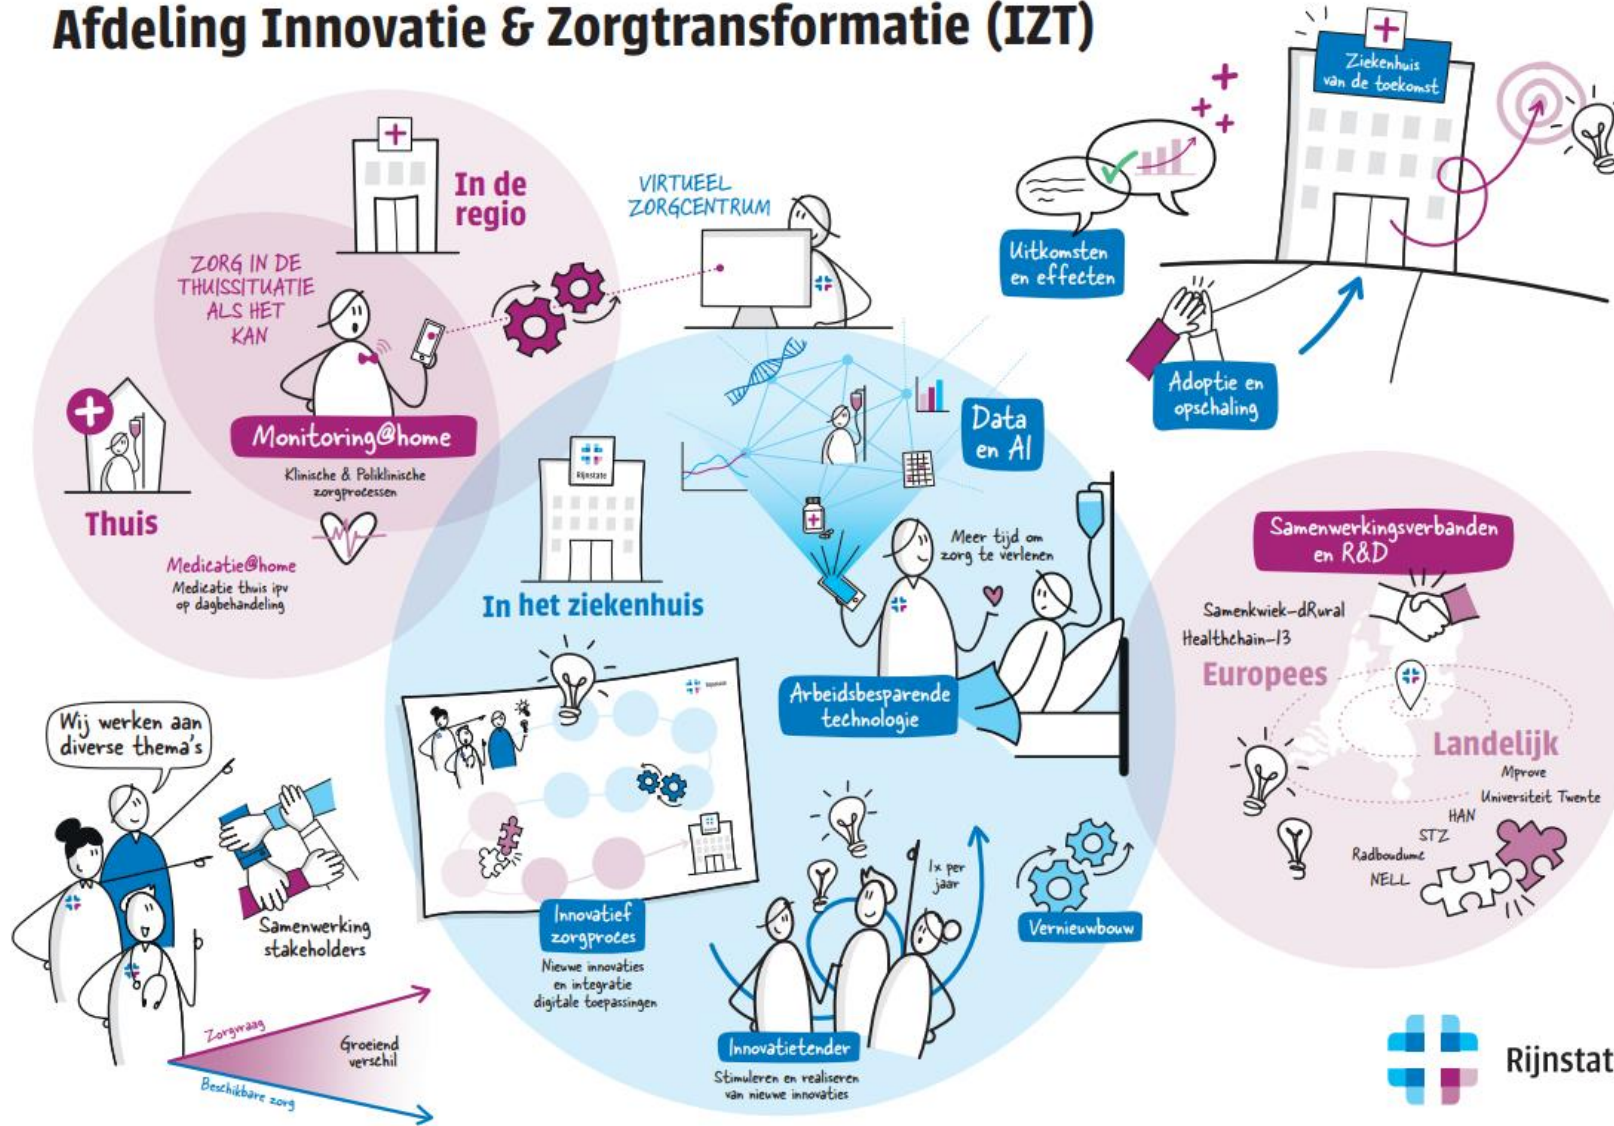 Afdeling Innovatie & Zorgtransformatie (IZT)
Ziekenhuis
van de toekomst
In de
regio
VIRTUEEL
ZORGCENTRUM
ZORG IN DE
THUISSITUATIE
ALS HET
KAN
Uitkomsten
en effecten
Adoptie en
opschaling
Monitoring@home
Klinische & Poliklinische
zorgprocessen
Thuis
Medicatie@home
Medicatie thuis ipv
op dagbehandeling
Data
en AI
Rijnstate
In het ziekenhuis
Meer tijd om
zorg te verlenen
Arbeidsbesparende
technologie
Samenwerkingsverbanden
en R&D
Samenkwiek-dRural
Healthchain-I3
Europees
Landelijk
Mprove
Universiteit Twente
HAN
STZ
Radboudumc
NELL
Wij werken aan
diverse thema's
Samenwerking
stakeholders
Zorgvraag
Groeiend
verschil
Beschikbare zorg
Rijnstate
Innovatief
zorgproces
Nieuwe innovaties
en integratie
digitale toepassingen
1x per
jaar
Innovatietender
Stimuleren en realiseren
van nieuwe innovaties
Vernieuwbouw
Rijnstat